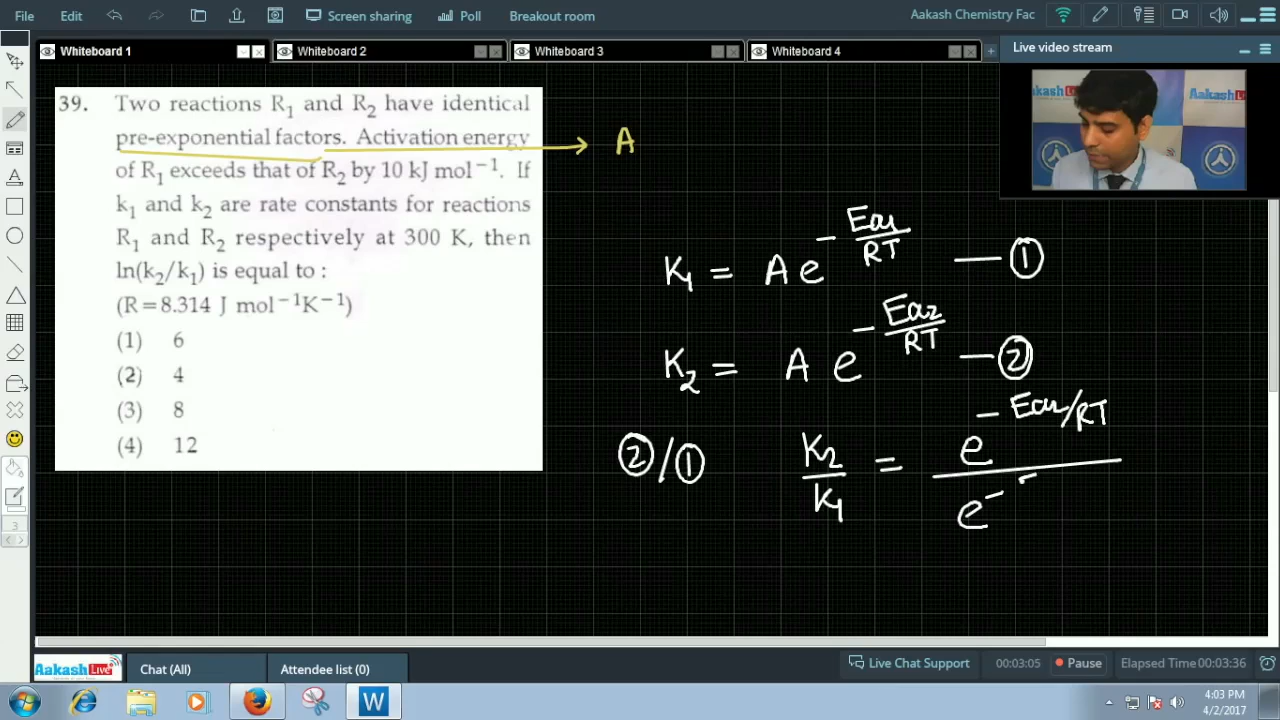 File Edit Screen sharing Poll Breakout room Aakash Chemistry Fac
Whiteboard 1 Whiteboard 2 Whiteboard 3 Whiteboard 4
Live video stream
Aakash Live
39. Two reactions R₁ and R₂ have identical
pre-exponential factors. Activation energy
of R₁ exceeds that of R₂ by 10 kJ mol⁻¹. If
k₁ and k₂ are rate constants for reactions
R₁ and R₂ respectively at 300 K, then
ln(k₂/k₁) is equal to :
(R=8.314 J mol⁻¹K⁻¹)
(1) 6
(2) 4
(3) 8
(4) 12
A
K₁ = A e^(-Ea₁/RT) — ①
K₂ = A e^(-Ea₂/RT) — ②
②/① K₂/K₁ = e^(-Ea₂/RT) / e^-
3
Aakash Live Chat (All) Attendee list (0) Live Chat Support 00:03:05 Pause Elapsed Time 00:03:36
4:03 PM
4/2/2017